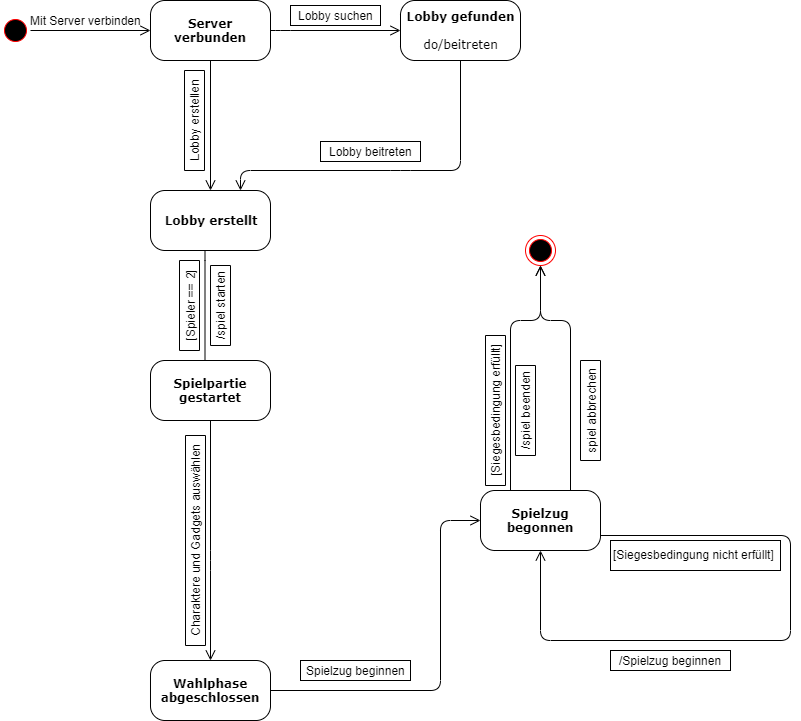 Mit Server verbinden
Server
verbunden
Lobby suchen
Lobby gefunden
do/beitreten
Lobby erstellen
Lobby beitreten
Lobby erstellt
[Spieler == 2]
/spiel starten
Spielpartie
gestartet
Charaktere und Gadgets auswählen
Wahlphase
abgeschlossen
Spielzug beginnen
[Siegesbedingung erfüllt]
/spiel beenden
spiel abbrechen
Spielzug
begonnen
[Siegesbedingung nicht erfüllt]
/Spielzug beginnen